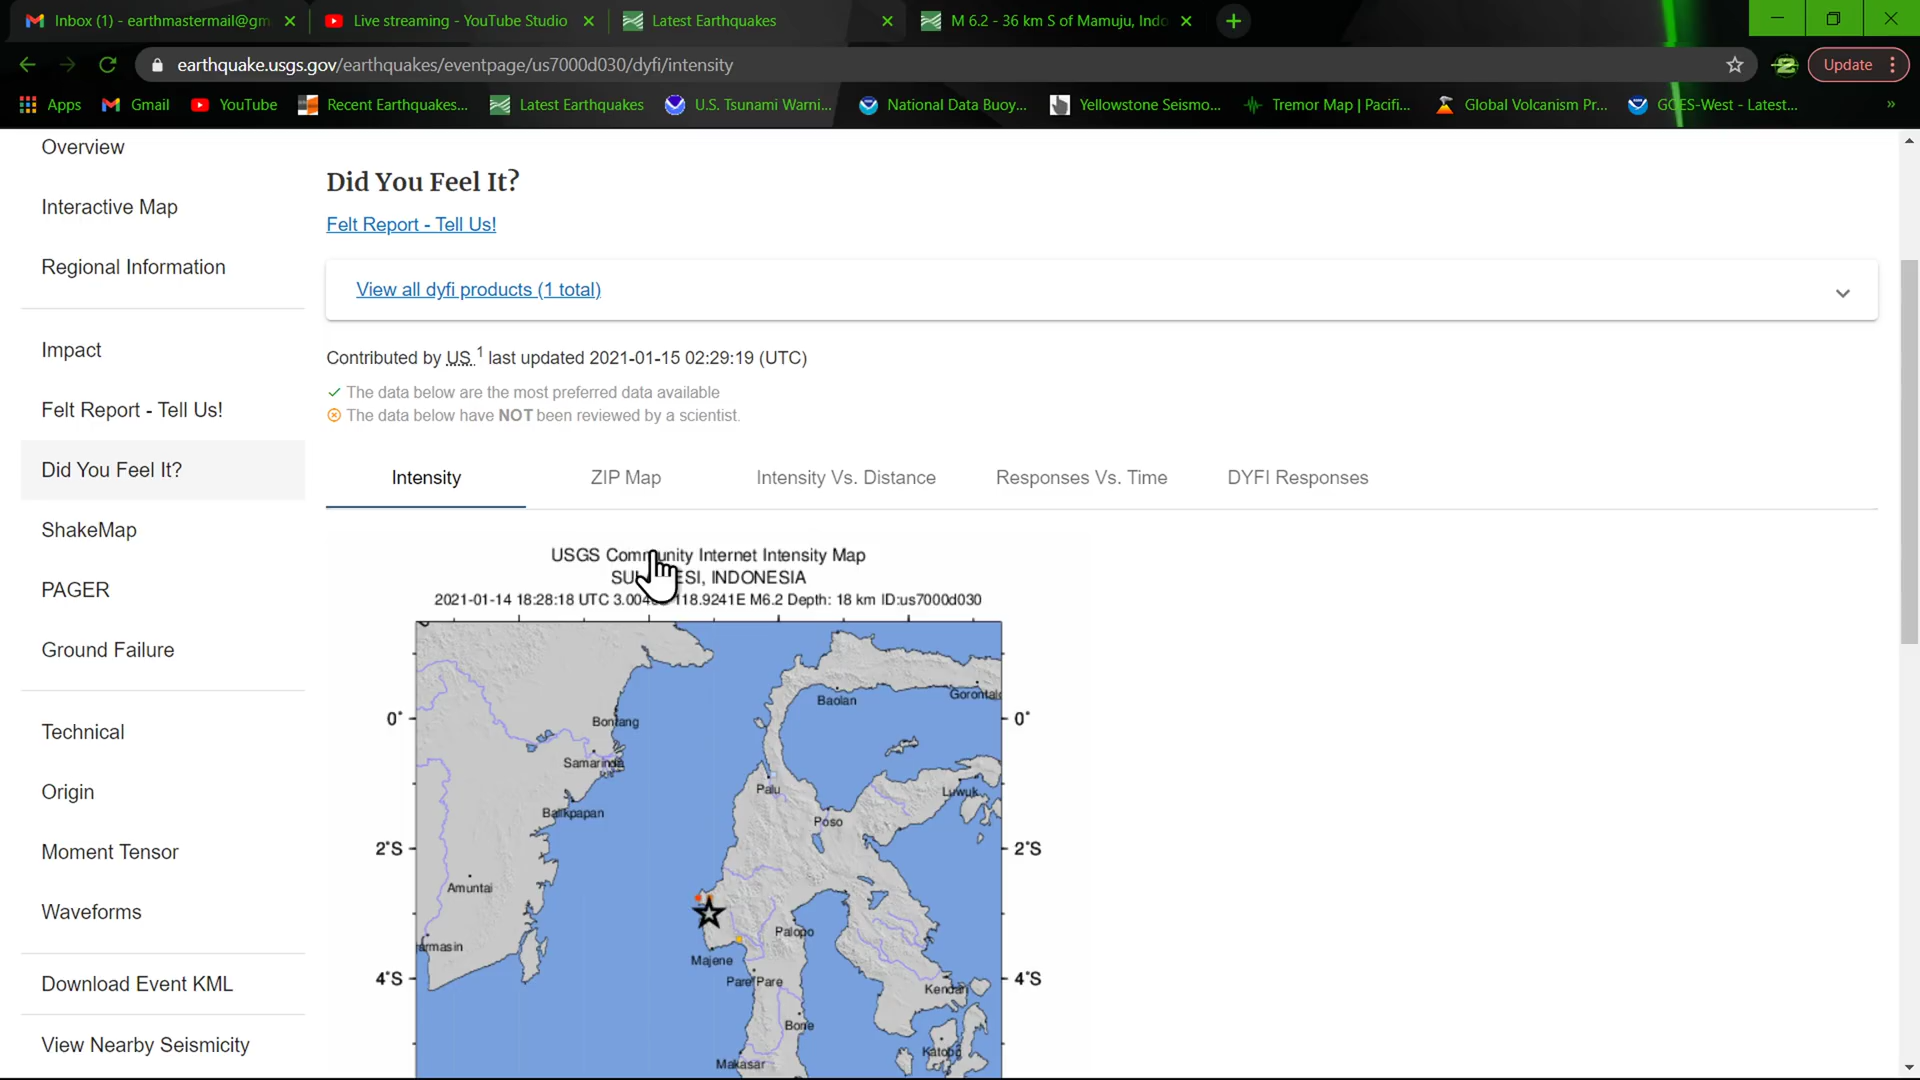 Inbox (1) - earthmastermail@gm
Live streaming - YouTube Studio
Latest Earthquakes
M 6.2 - 36 km S of Mamuju, Indo
earthquake.usgs.gov/earthquakes/eventpage/us7000d030/dyfi/intensity
Update
Apps
Gmail
YouTube
Recent Earthquakes...
Latest Earthquakes
U.S. Tsunami Warni...
National Data Buoy...
Yellowstone Seismo...
Tremor Map | Pacifi...
Global Volcanism Pr...
GOES-West - Latest...
»
Overview
Interactive Map
Regional Information
Impact
Felt Report - Tell Us!
Did You Feel It?
ShakeMap
PAGER
Ground Failure
Technical
Origin
Moment Tensor
Waveforms
Download Event KML
View Nearby Seismicity
Did You Feel It?
Felt Report - Tell Us!
View all dyfi products (1 total)
Contributed by US 1 last updated 2021-01-15 02:29:19 (UTC)
The data below are the most preferred data available
The data below have NOT been reviewed by a scientist.
Intensity
ZIP Map
Intensity Vs. Distance
Responses Vs. Time
DYFI Responses
USGS Community Internet Intensity Map
INDONESIA
2021-01-14 18:28:18 UTC 118.9241E M6.2 Depth: 18 km ID:us7000d030
Baolan
Gorontalo
0°
Bontang
0°
Samarinda
Palu
Luwuk
Balikpapan
Poso
2°S
2°S
Amuntai
Palopo
armasin
Majene
4°S
ParePare
4°S
Kendari
Bone
Katobu
Makasar